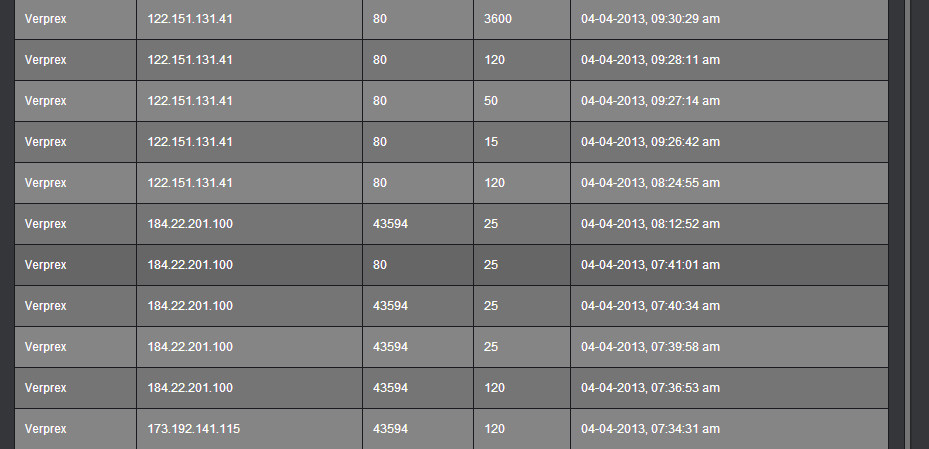 Verprex 122.151.131.41 80 3600 04-04-2013, 09:30:29 am
Verprex 122.151.131.41 80 120 04-04-2013, 09:28:11 am
Verprex 122.151.131.41 80 50 04-04-2013, 09:27:14 am
Verprex 122.151.131.41 80 15 04-04-2013, 09:26:42 am
Verprex 122.151.131.41 80 120 04-04-2013, 08:24:55 am
Verprex 184.22.201.100 43594 25 04-04-2013, 08:12:52 am
Verprex 184.22.201.100 80 25 04-04-2013, 07:41:01 am
Verprex 184.22.201.100 43594 25 04-04-2013, 07:40:34 am
Verprex 184.22.201.100 43594 25 04-04-2013, 07:39:58 am
Verprex 184.22.201.100 43594 120 04-04-2013, 07:36:53 am
Verprex 173.192.141.115 43594 120 04-04-2013, 07:34:31 am